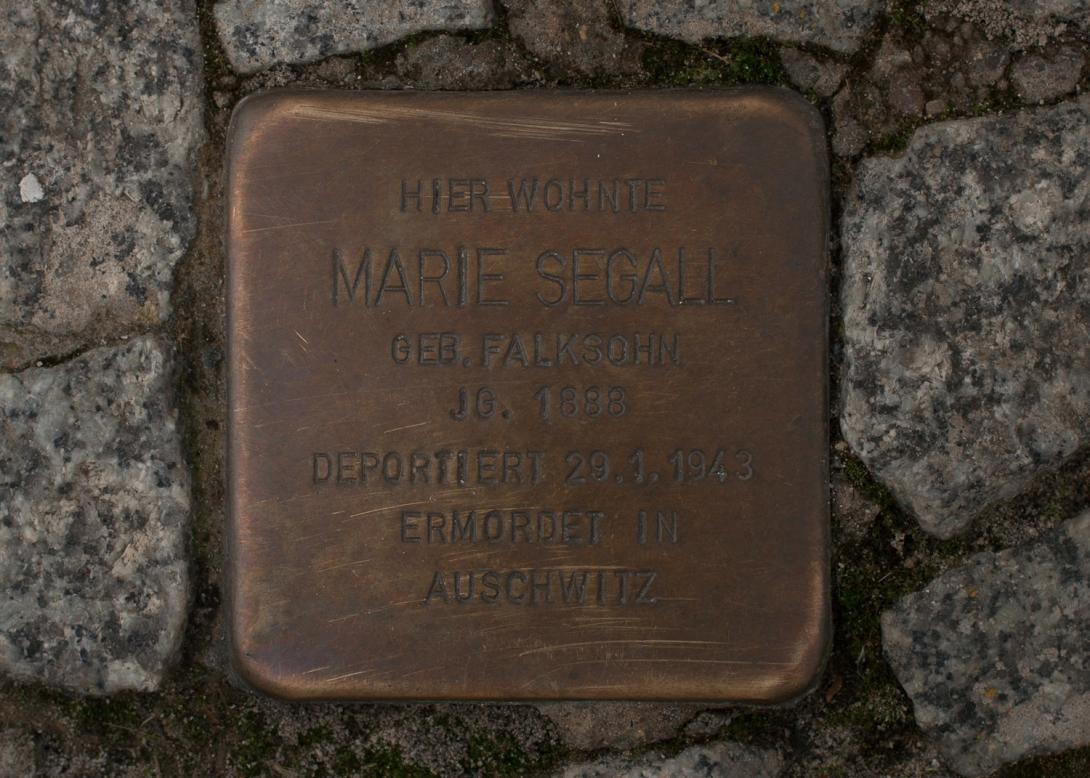 HIER WOHNTE
MARIE SEGALL
GEB. FALKSOHN
JG. 1888
DEPORTIERT 29.1.1943
ERMORDET IN
AUSCHWITZ